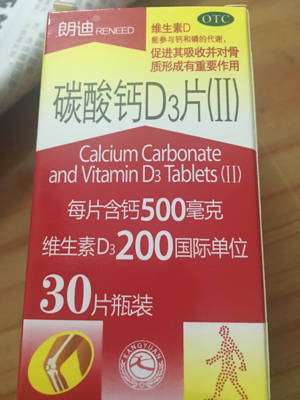 朗迪 RENEED
OTC
维生素D
能参与钙和磷的代谢,
促进其吸收并对骨
质形成有重要作用
碳酸钙D3片(II)
Calcium Carbonate
and Vitamin D3 Tablets (II)
每片含钙500毫克
维生素D3200国际单位
30片瓶装
KANGYUAN